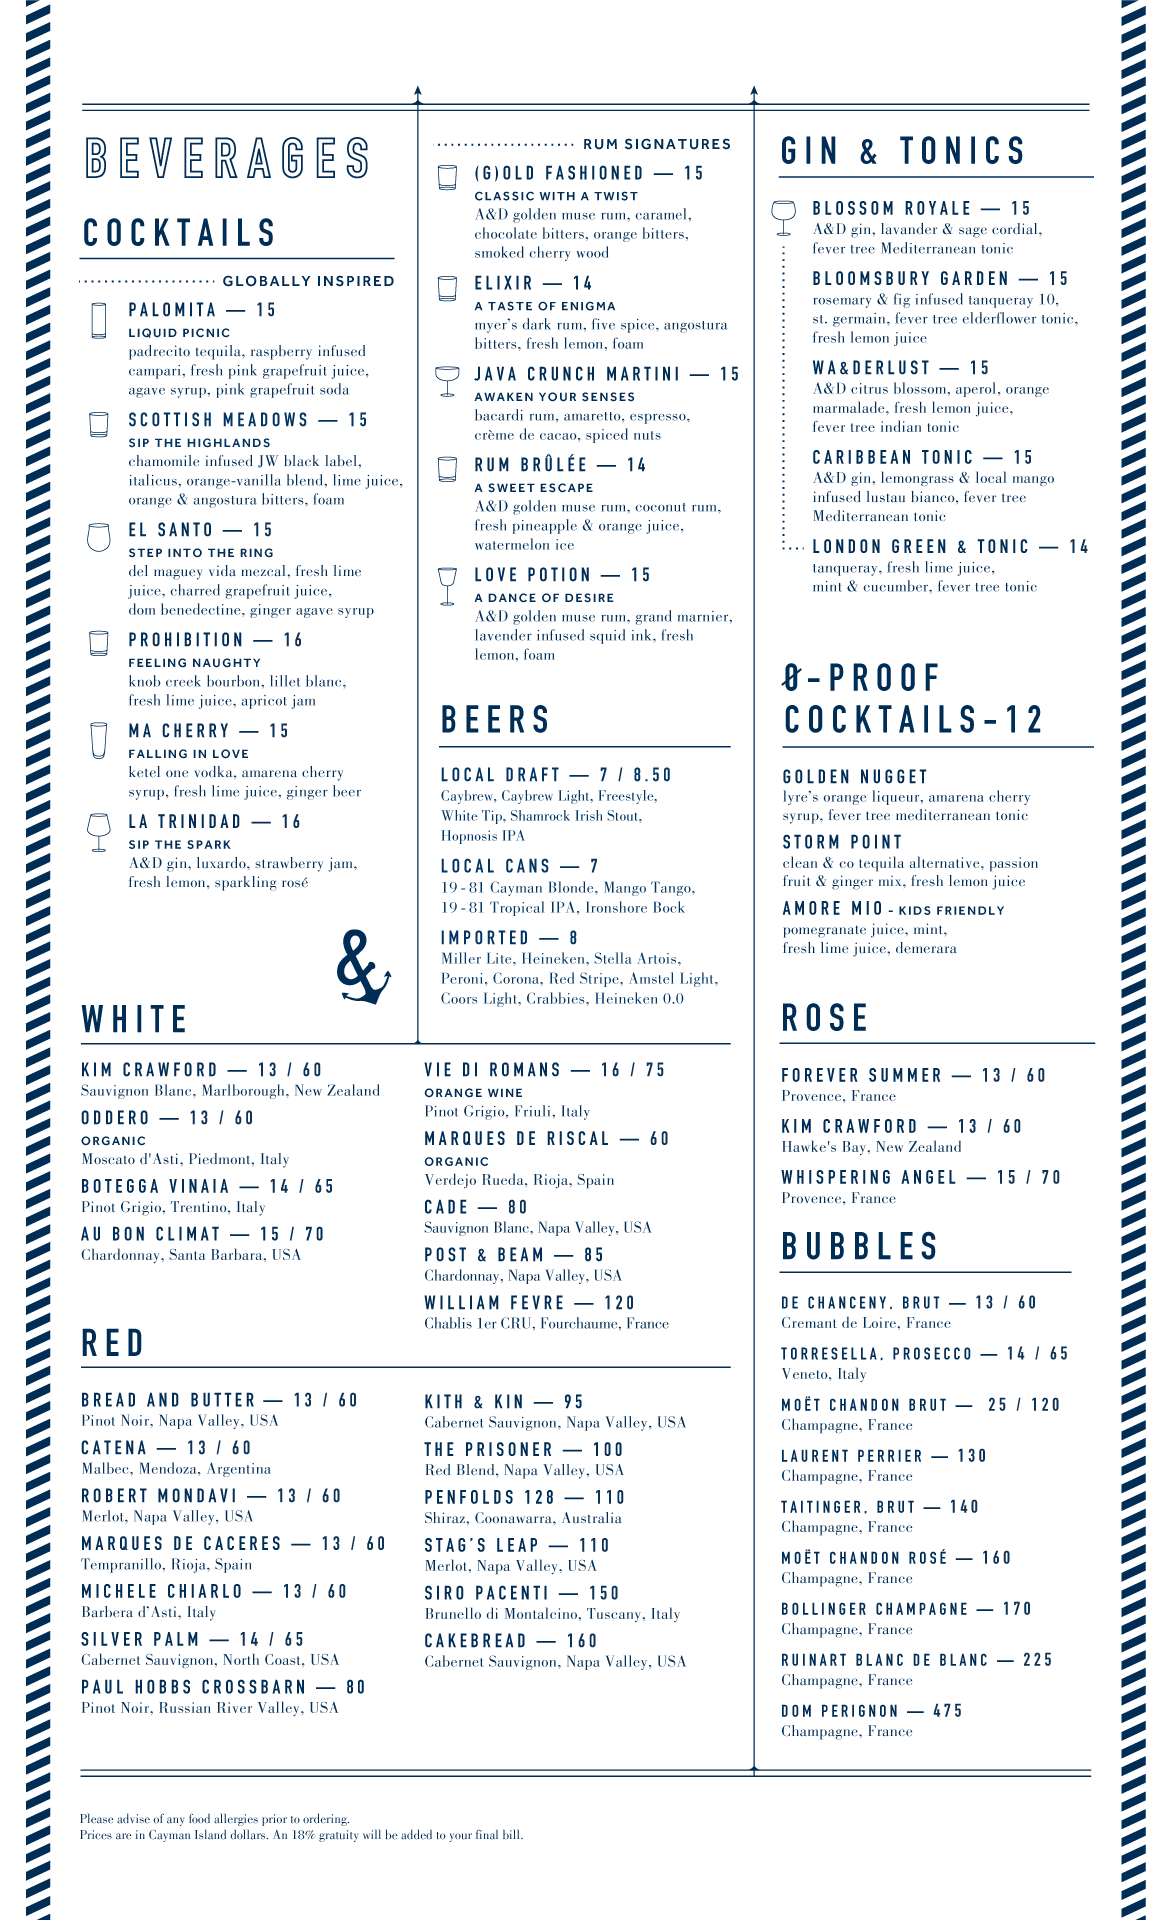 BEVERAGES
COCKTAILS
GLOBALLY INSPIRED
PALOMITA — 15
LIQUID PICNIC
padrecito tequila, raspberry infused
campari, fresh pink grapefruit juice,
agave syrup, pink grapefruit soda
SCOTTISH MEADOWS — 15
SIP THE HIGHLANDS
chamomile infused JW black label,
italicus, orange-vanilla blend, lime juice,
orange & angostura bitters, foam
EL SANTO — 15
STEP INTO THE RING
del maguey vida mezcal, fresh lime
juice, charred grapefruit juice,
dom benedectine, ginger agave syrup
PROHIBITION — 16
FEELING NAUGHTY
knob creek bourbon, lillet blanc,
fresh lime juice, apricot jam
MA CHERRY — 15
FALLING IN LOVE
ketel one vodka, amarena cherry
syrup, fresh lime juice, ginger beer
LA TRINIDAD — 16
SIP THE SPARK
A&D gin, luxardo, strawberry jam,
fresh lemon, sparkling rosé
&
RUM SIGNATURES
(G)OLD FASHIONED — 15
CLASSIC WITH A TWIST
A&D golden muse rum, caramel,
chocolate bitters, orange bitters,
smoked cherry wood
ELIXIR — 14
A TASTE OF ENIGMA
myer's dark rum, five spice, angostura
bitters, fresh lemon, foam
JAVA CRUNCH MARTINI — 15
AWAKEN YOUR SENSES
bacardi rum, amaretto, espresso,
crème de cacao, spiced nuts
RUM BRÛLÉE — 14
A SWEET ESCAPE
A&D golden muse rum, coconut rum,
fresh pineapple & orange juice,
watermelon ice
LOVE POTION — 15
A DANCE OF DESIRE
A&D golden muse rum, grand marnier,
lavender infused squid ink, fresh
lemon, foam
BEERS
LOCAL DRAFT — 7 / 8.50
Caybrew, Caybrew Light, Freestyle,
White Tip, Shamrock Irish Stout,
Hopnosis IPA
LOCAL CANS — 7
19-81 Cayman Blonde, Mango Tango,
19-81 Tropical IPA, Ironshore Bock
IMPORTED — 8
Miller Lite, Heineken, Stella Artois,
Peroni, Corona, Red Stripe, Amstel Light,
Coors Light, Crabbies, Heineken 0.0
GIN & TONICS
BLOSSOM ROYALE — 15
A&D gin, lavander & sage cordial,
fever tree Mediterranean tonic
BLOOMSBURY GARDEN — 15
rosemary & fig infused tanqueray 10,
st. germain, fever tree elderflower tonic,
fresh lemon juice
WA&DERLUST — 15
A&D citrus blossom, aperol, orange
marmalade, fresh lemon juice,
fever tree indian tonic
CARIBBEAN TONIC — 15
A&D gin, lemongrass & local mango
infused lustau bianco, fever tree
Mediterranean tonic
LONDON GREEN & TONIC — 14
tanqueray, fresh lime juice,
mint & cucumber, fever tree tonic
0-PROOF
COCKTAILS-12
GOLDEN NUGGET
lyre's orange liqueur, amarena cherry
syrup, fever tree mediterranean tonic
STORM POINT
clean & co tequila alternative, passion
fruit & ginger mix, fresh lemon juice
AMORE MIO - KIDS FRIENDLY
pomegranate juice, mint,
fresh lime juice, demerara
WHITE
KIM CRAWFORD — 13 / 60
Sauvignon Blanc, Marlborough, New Zealand
ODDERO — 13 / 60
ORGANIC
Moscato d'Asti, Piedmont, Italy
BOTEGGA VINAIA — 14 / 65
Pinot Grigio, Trentino, Italy
AU BON CLIMAT — 15 / 70
Chardonnay, Santa Barbara, USA
VIE DI ROMANS — 16 / 75
ORANGE WINE
Pinot Grigio, Friuli, Italy
MARQUES DE RISCAL — 60
ORGANIC
Verdejo Rueda, Rioja, Spain
CADE — 80
Sauvignon Blanc, Napa Valley, USA
POST & BEAM — 85
Chardonnay, Napa Valley, USA
WILLIAM FEVRE — 120
Chablis 1er CRU, Fourchaume, France
RED
BREAD AND BUTTER — 13 / 60
Pinot Noir, Napa Valley, USA
CATENA — 13 / 60
Malbec, Mendoza, Argentina
ROBERT MONDAVI — 13 / 60
Merlot, Napa Valley, USA
MARQUES DE CACERES — 13 / 60
Tempranillo, Rioja, Spain
MICHELE CHIARLO — 13 / 60
Barbera d'Asti, Italy
SILVER PALM — 14 / 65
Cabernet Sauvignon, North Coast, USA
PAUL HOBBS CROSSBARN — 80
Pinot Noir, Russian River Valley, USA
KITH & KIN — 95
Cabernet Sauvignon, Napa Valley, USA
THE PRISONER — 100
Red Blend, Napa Valley, USA
PENFOLDS 128 — 110
Shiraz, Coonawarra, Australia
STAG'S LEAP — 110
Merlot, Napa Valley, USA
SIRO PACENTI — 150
Brunello di Montalcino, Tuscany, Italy
CAKEBREAD — 160
Cabernet Sauvignon, Napa Valley, USA
ROSE
FOREVER SUMMER — 13 / 60
Provence, France
KIM CRAWFORD — 13 / 60
Hawke's Bay, New Zealand
WHISPERING ANGEL — 15 / 70
Provence, France
BUBBLES
DE CHANCENY, BRUT — 13 / 60
Cremant de Loire, France
TORRESELLA, PROSECCO — 14 / 65
Veneto, Italy
MOËT CHANDON BRUT — 25 / 120
Champagne, France
LAURENT PERRIER — 130
Champagne, France
TAITINGER, BRUT — 140
Champagne, France
MOËT CHANDON ROSÉ — 160
Champagne, France
BOLLINGER CHAMPAGNE — 170
Champagne, France
RUINART BLANC DE BLANC — 225
Champagne, France
DOM PERIGNON — 475
Champagne, France
Please advise of any food allergies prior to ordering.
Prices are in Cayman Island dollars. An 18% gratuity will be added to your final bill.